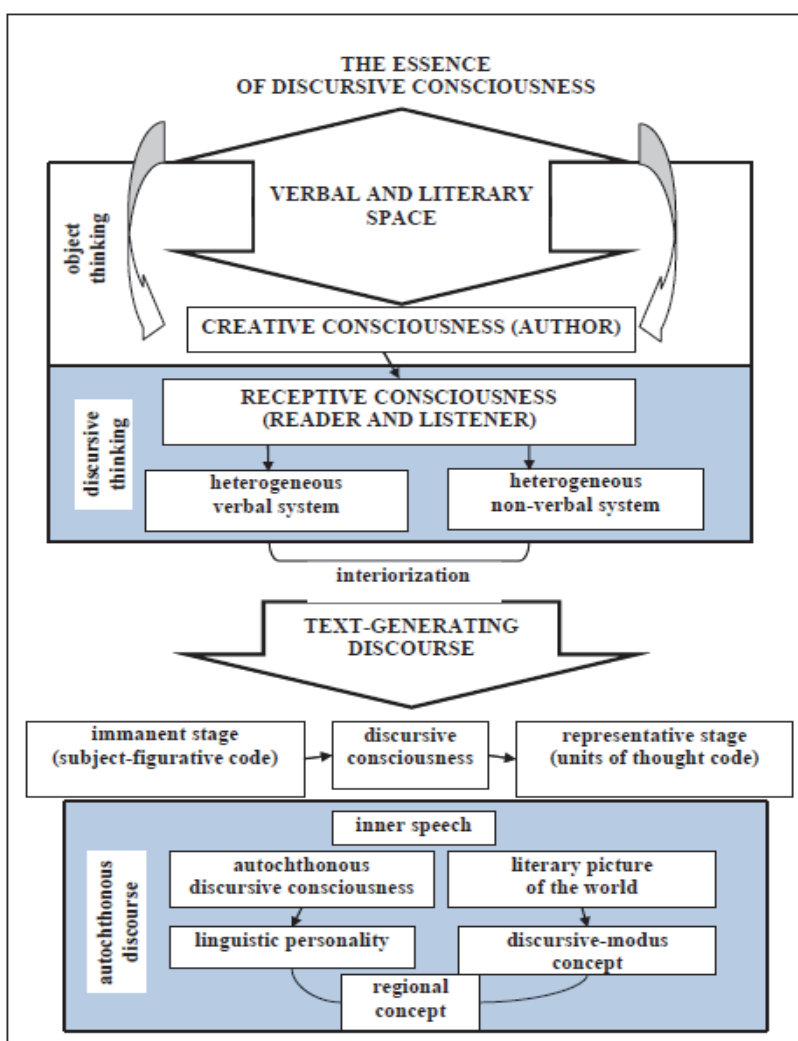 THE ESSENCE
OF DISCURSIVE CONSCIOUSNESS
VERBAL AND LITERARY
SPACE
object
thinking
CREATIVE CONSCIOUSNESS (AUTHOR)
RECEPTIVE CONSCIOUSNESS
(READER AND LISTENER)
discursive
thinking
heterogeneous
verbal system
heterogeneous
non-verbal system
interiorization
TEXT-GENERATING
DISCOURSE
immanent stage
(subject-figurative code)
discursive
consciousness
representative stage
(units of thought code)
inner speech
autochthonous
discourse
autochthonous
discursive consciousness
literary picture
of the world
linguistic personality
discursive-modus
concept
regional
concept